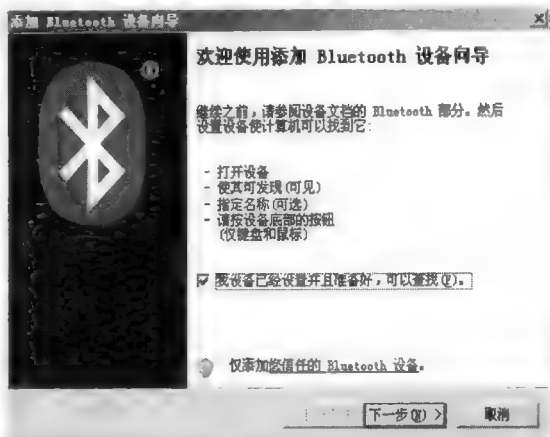 添加 Bluetooth 设备向导
欢迎使用添加 Bluetooth 设备向导
继续之前，请参阅设备文档的 Bluetooth 部分。然后
设置设备使计算机可以找到它:
- 打开设备
- 使其可发现(可见)
- 指定名称(可选)
- 请按设备底部的按钮
(仅键盘和鼠标)
我设备已经设置并且准备好，可以查找(F)。
仅添加您信任的 Bluetooth 设备。
下一步(N) >
取消